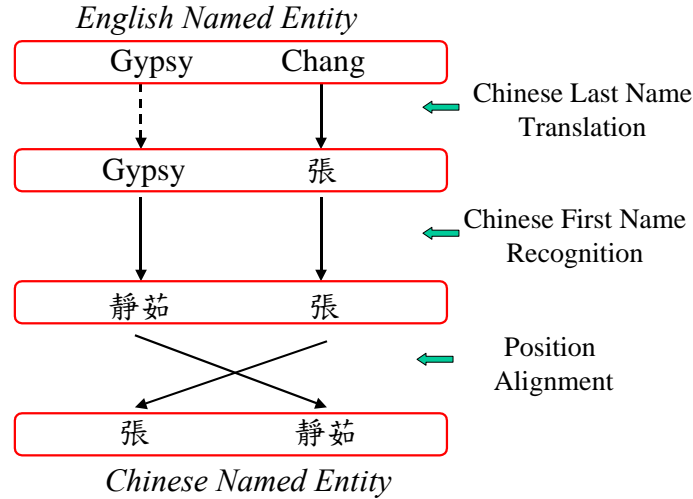 English Named Entity
Gypsy Chang
Chinese Last Name
Translation
Gypsy 張
Chinese First Name
Recognition
靜茹 張
Position
Alignment
張 靜茹
Chinese Named Entity